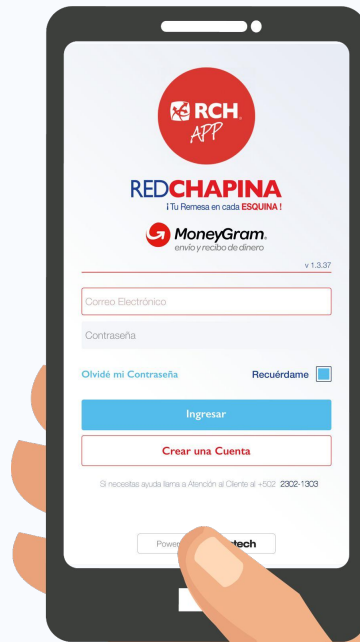 RCH
APP
REDCHAPINA
¡Tu Remesa en cada ESQUINA!
MoneyGram.
envío y recibo de dinero
v 1.3.37
Correo Electrónico
Contraseña
Olvidé mi Contraseña Recuérdame
Ingresar
Crear una Cuenta
Si necesitas ayuda llama a Atención al Cliente al +502 2302-1303